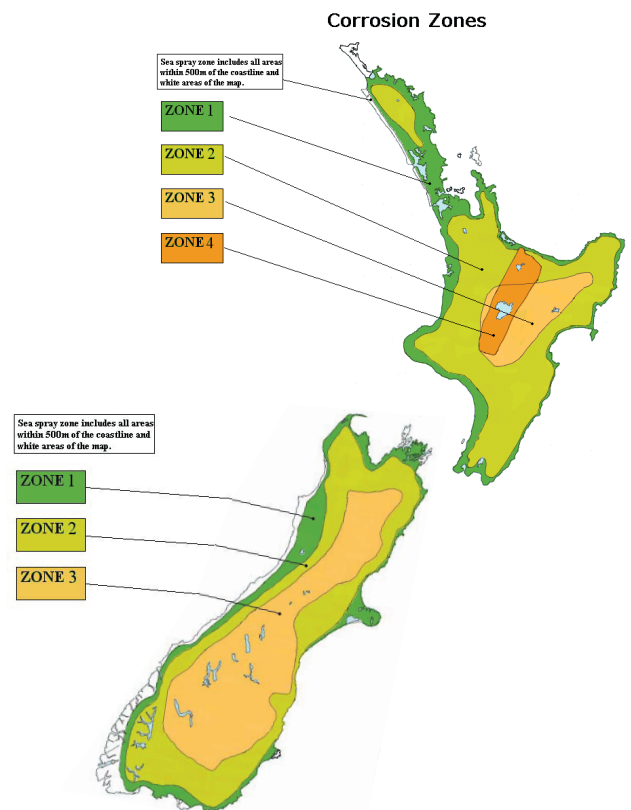 Corrosion Zones
Sea spray zone includes all areas
within 500m of the coastline and
white areas of the map.
ZONE 1
ZONE 2
ZONE 3
ZONE 4
Sea spray zone includes all areas
within 500m of the coastline and
white areas of the map.
ZONE 1
ZONE 2
ZONE 3